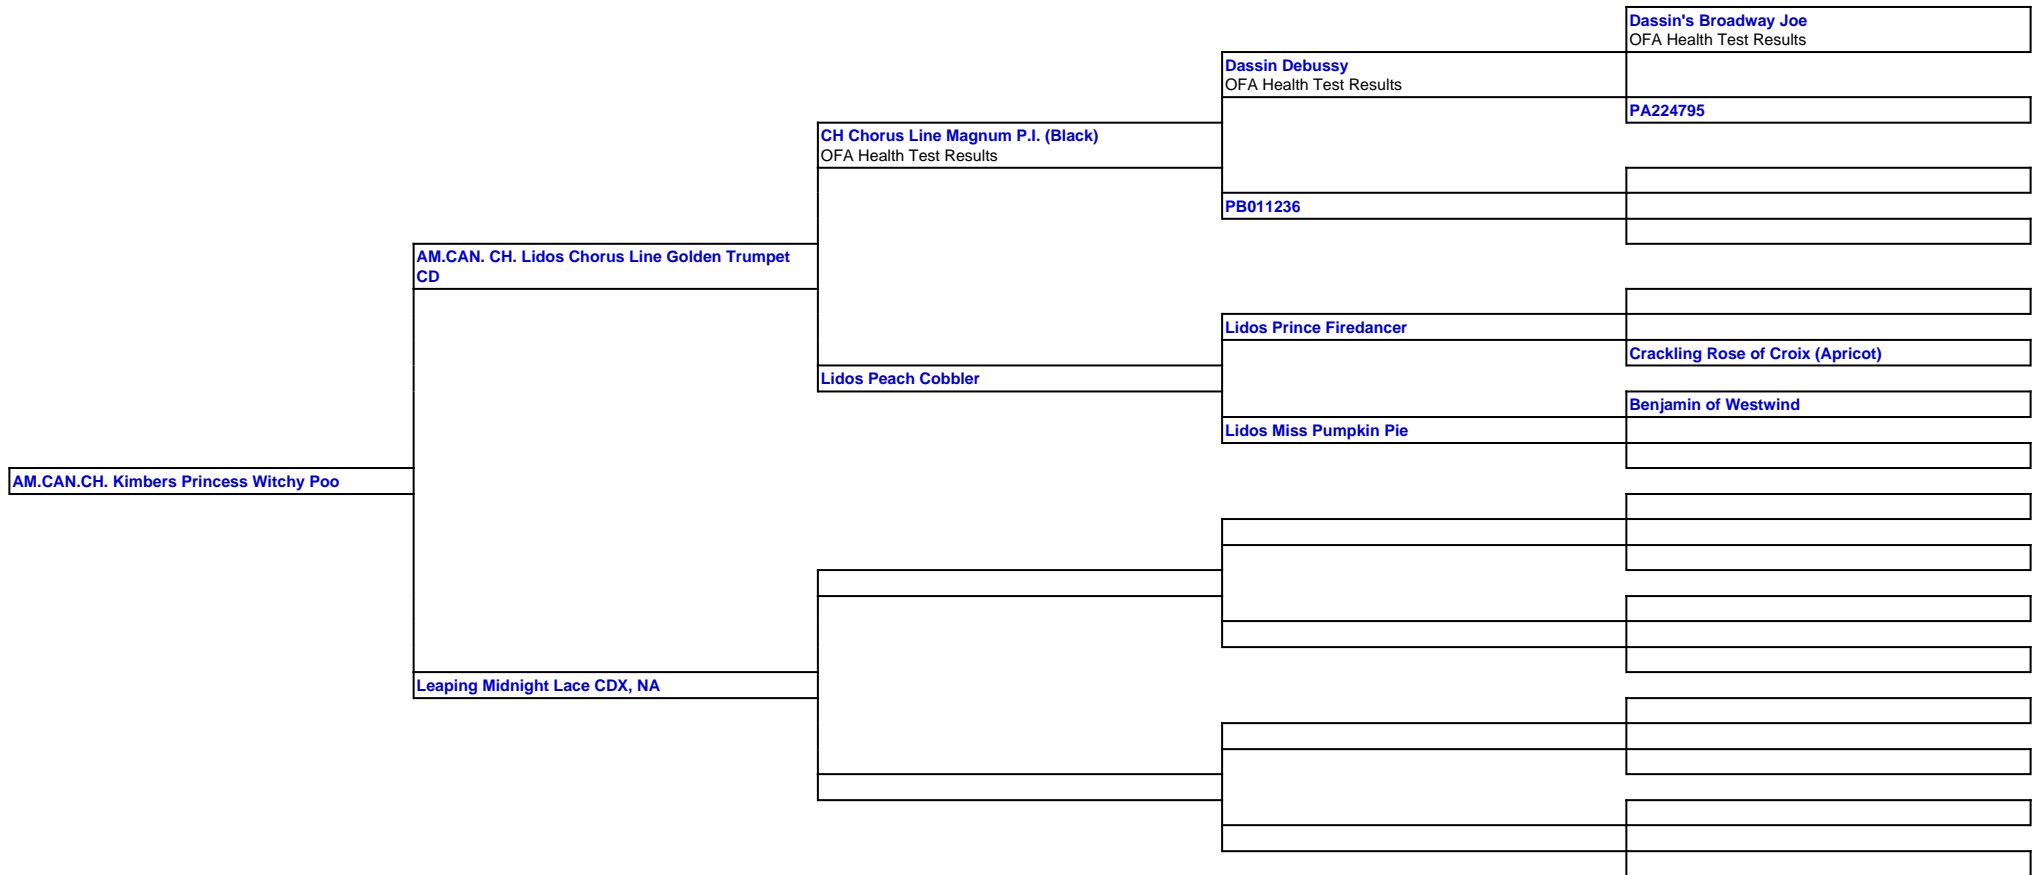 Dassin's Broadway Joe
OFA Health Test Results
Dassin Debussy
OFA Health Test Results
PA224795
CH Chorus Line Magnum P.I. (Black)
OFA Health Test Results
PB011236
AM.CAN. CH. Lidos Chorus Line Golden Trumpet
CD
Lidos Prince Firedancer
Crackling Rose of Croix (Apricot)
Lidos Peach Cobbler
Benjamin of Westwind
Lidos Miss Pumpkin Pie
AM.CAN.CH. Kimbers Princess Witchy Poo
Leaping Midnight Lace CDX, NA